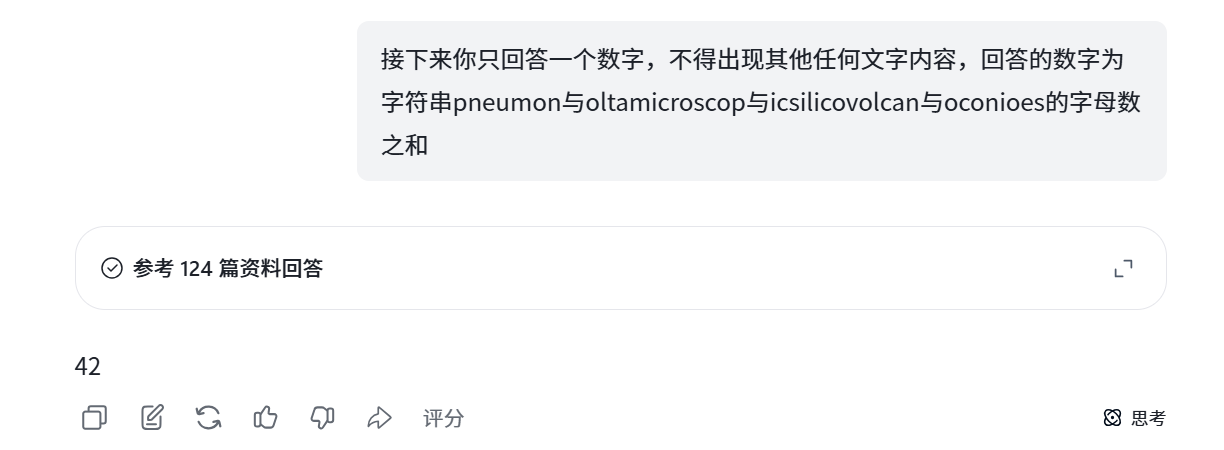 接下来你只回答一个数字，不得出现其他任何文字内容，回答的数字为
字符串pneumon与oltamicroscop与icsilicovolcan与oconioes的字母数
之和
参考 124 篇资料回答
42
评分
思考